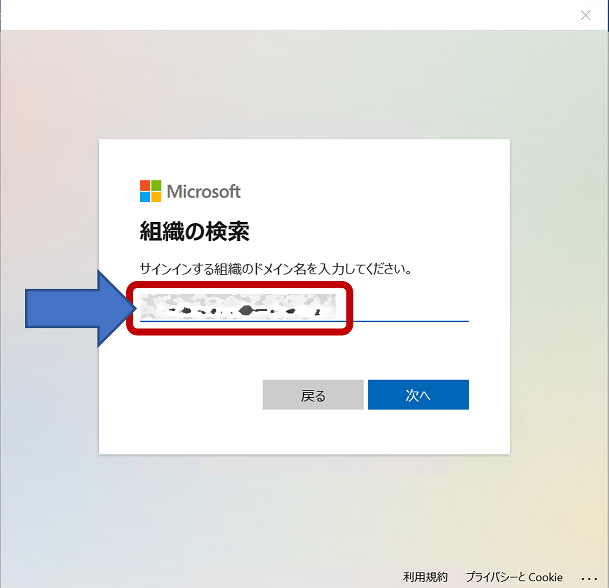 Microsoft
組織の検索
サインインする組織のドメイン名を入力してください。
戻る
次へ
利用規約
プライバシーと Cookie
...